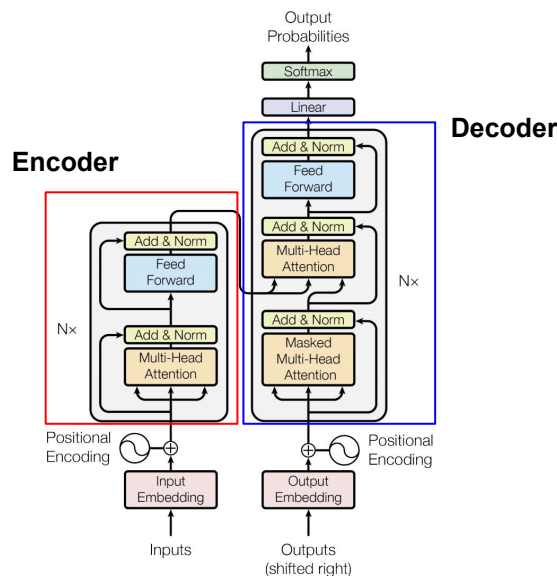 Output
Probabilities
Softmax
Linear
Decoder
Add & Norm
Feed
Forward
Add & Norm
Multi-Head
Attention
Nx
Add & Norm
Masked
Multi-Head
Attention
Encoder
Add & Norm
Feed
Forward
Nx
Add & Norm
Multi-Head
Attention
Positional
Encoding
Positional
Encoding
Input
Embedding
Output
Embedding
Inputs
Outputs
(shifted right)